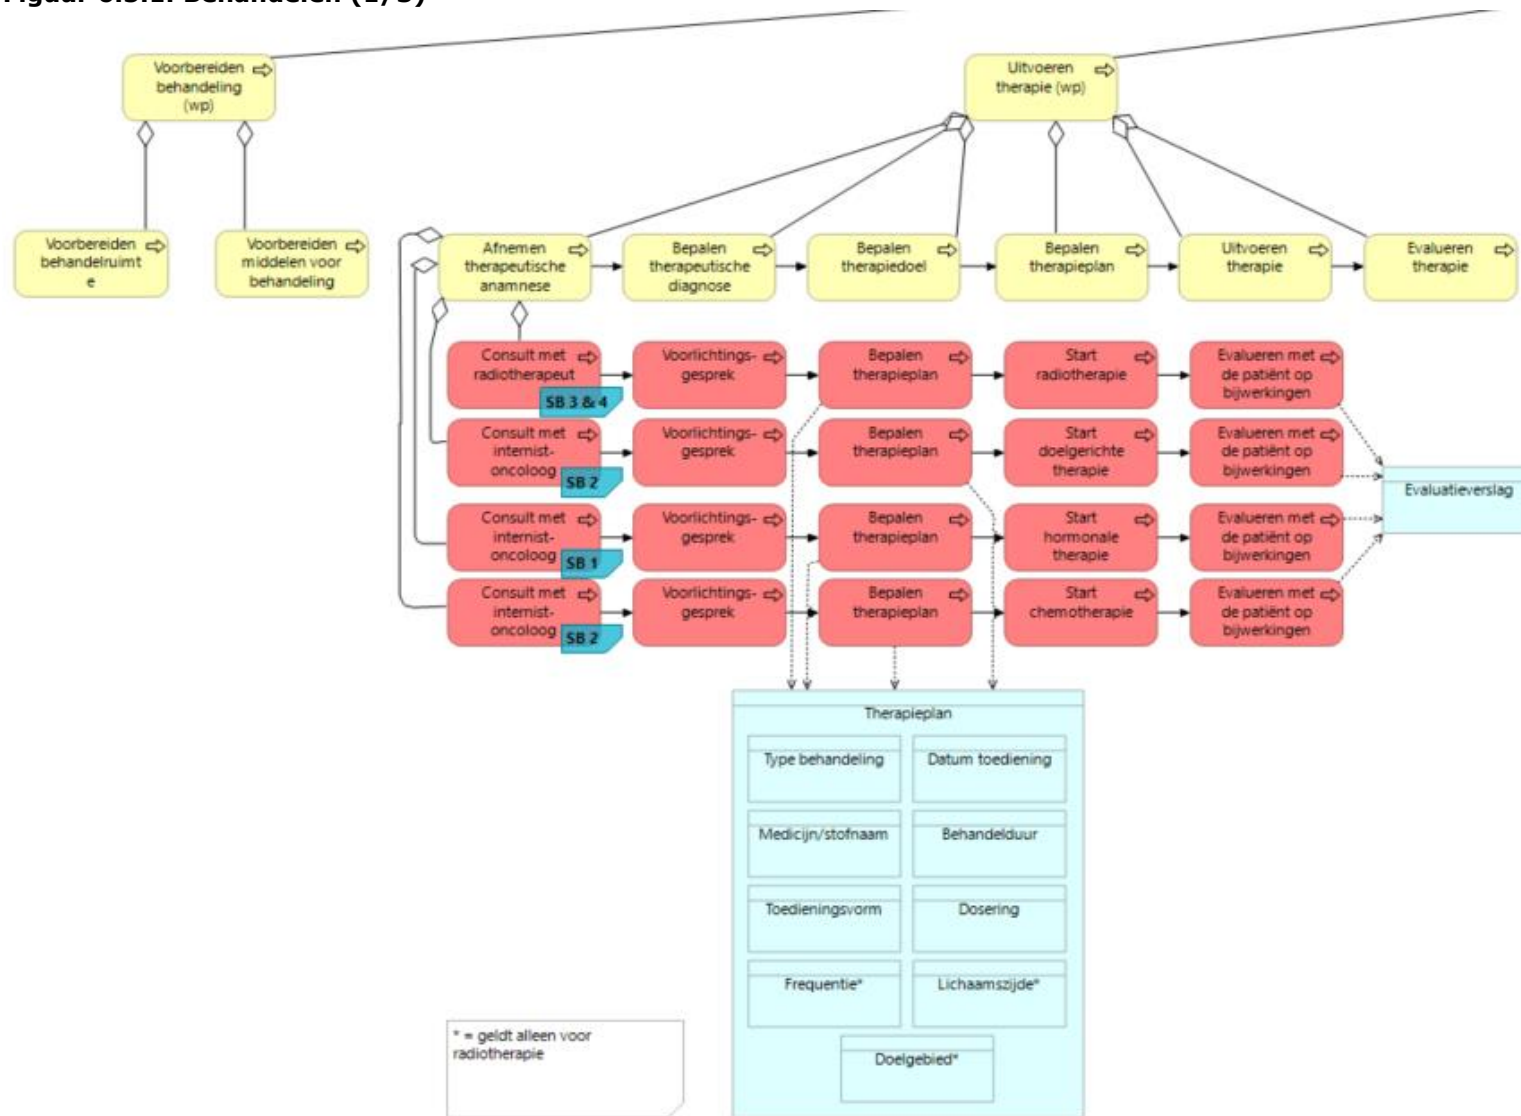 Figuur 6.3.1: Behandelen (1/3)
Voorbereiden
behandeling
(wp)
Uitvoeren
therapie (wp)
Voorbereiden
behandelruimt
e
Voorbereiden
middelen voor
behandeling
Afnemen
therapeutische
anamnese
Bepalen
therapeutische
diagnose
Bepalen
therapiedoel
Bepalen
therapieplan
Uitvoeren
therapie
Evalueren
therapie
Consult met
radiotherapeut
SB 3 & 4
Voorlichtings-
gesprek
Bepalen
therapieplan
Start
radiotherapie
Evalueren met
de patiënt op
bijwerkingen
Consult met
internist-
oncoloog
SB 2
Voorlichtings-
gesprek
Bepalen
therapieplan
Start
doelgerichte
therapie
Evalueren met
de patiënt op
bijwerkingen
Evaluatieverslag
Consult met
internist-
oncoloog
SB 1
Voorlichtings-
gesprek
Bepalen
therapieplan
Start
hormonale
therapie
Evalueren met
de patiënt op
bijwerkingen
Consult met
internist-
oncoloog
SB 2
Voorlichtings-
gesprek
Bepalen
therapieplan
Start
chemotherapie
Evalueren met
de patiënt op
bijwerkingen
Therapieplan
Type behandeling
Datum toediening
Medicijn/stofnaam
Behandelduur
Toedieningsvorm
Dosering
Frequentie*
Lichaamszijde*
Doelgebied*
* = geldt alleen voor
radiotherapie